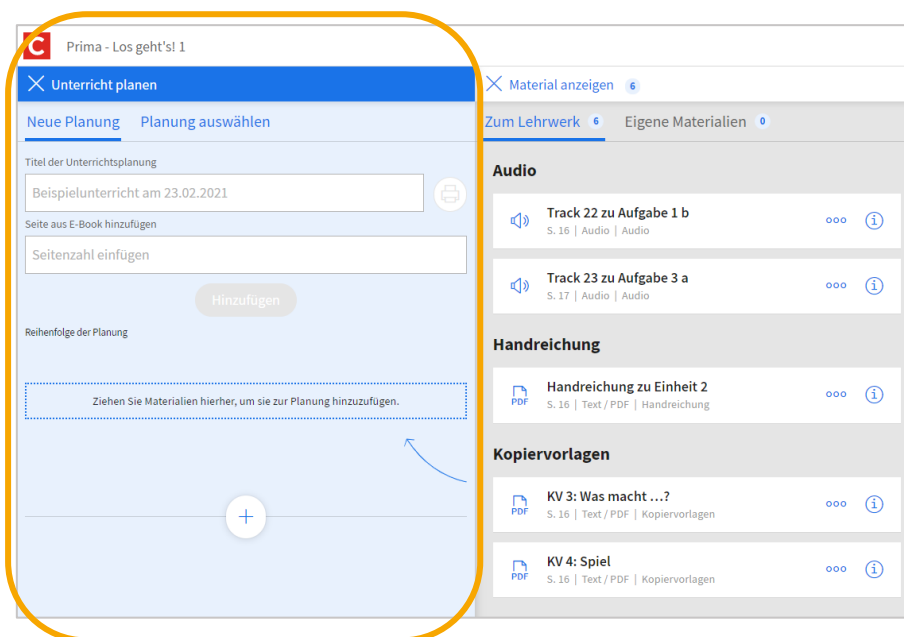 C
Prima - Los geht's! 1
Unterricht planen
Neue Planung Planung auswählen
Titel der Unterrichtsplanung
Beispielunterricht am 23.02.2021
Seite aus E-Book hinzufügen
Seitenzahl einfügen
Hinzufügen
Reihenfolge der Planung
Ziehen Sie Materialien hierher, um sie zur Planung hinzuzufügen.
Material anzeigen 6
Zum Lehrwerk 6 Eigene Materialien 0
Audio
Track 22 zu Aufgabe 1 b
S. 16 | Audio | Audio
Track 23 zu Aufgabe 3 a
S. 17 | Audio | Audio
Handreichung
PDF
Handreichung zu Einheit 2
S. 16 | Text / PDF | Handreichung
Kopiervorlagen
PDF
KV 3: Was macht …?
S. 16 | Text / PDF | Kopiervorlagen
PDF
KV 4: Spiel
S. 16 | Text / PDF | Kopiervorlagen